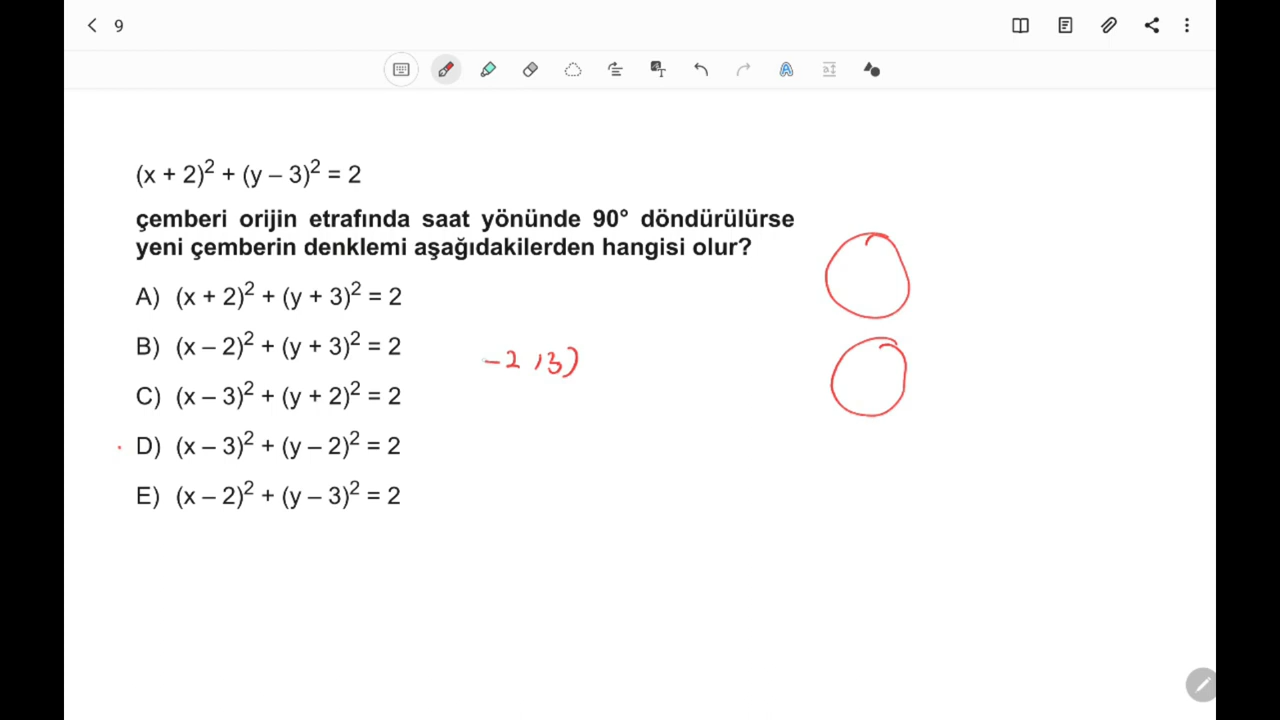 9
(x + 2)² + (y – 3)² = 2
çemberi orijin etrafında saat yönünde 90° döndürülürse
yeni çemberin denklemi aşağıdakilerden hangisi olur?
A) (x + 2)² + (y + 3)² = 2
B) (x – 2)² + (y + 3)² = 2
-2 , 3)
C) (x – 3)² + (y + 2)² = 2
D) (x – 3)² + (y – 2)² = 2
E) (x – 2)² + (y – 3)² = 2